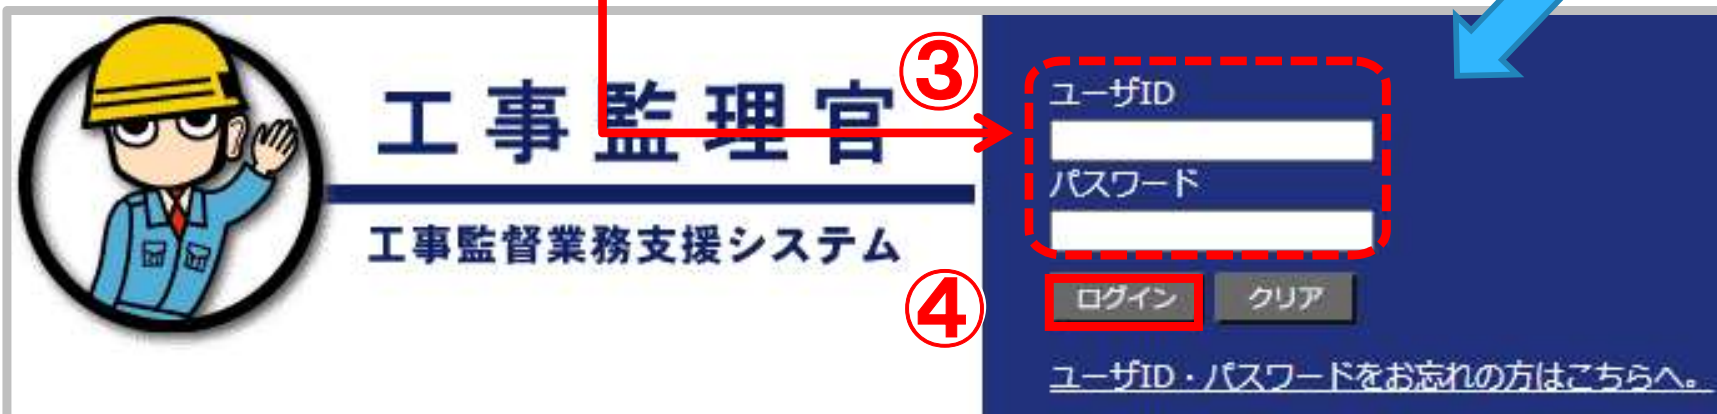 工事監理官
工事監督業務支援システム
③
ユーザID
パスワード
④
ログイン
クリア
ユーザID・パスワードをお忘れの方はこちらへ。